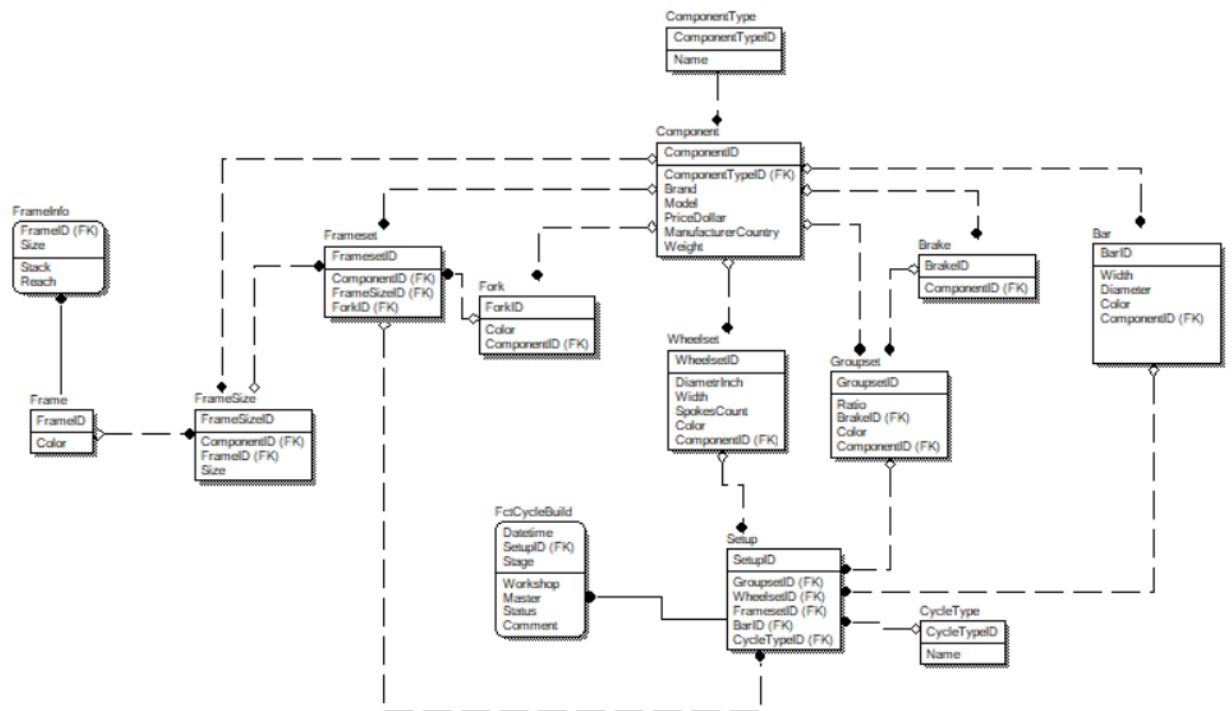 ComponentType
ComponentTypeID
Name
Component
ComponentID
ComponentTypeID (FK)
Brand
Model
PriceDollar
ManufacturerCountry
Weight
FrameInfo
FrameID (FK)
Size
Stack
Reach
Frameset
FramesetID
ComponentID (FK)
FrameSizeID (FK)
ForkID (FK)
Fork
ForkID
Color
ComponentID (FK)
Brake
BrakeID
ComponentID (FK)
Bar
BarID
Width
Diameter
Color
ComponentID (FK)
Wheelset
WheelsetID
DiametrInch
Width
SpokesCount
Color
ComponentID (FK)
Groupset
GroupsetID
Ratio
BrakeID (FK)
Color
ComponentID (FK)
Frame
FrameID
Color
FrameSize
FrameSizeID
ComponentID (FK)
FrameID (FK)
Size
FctCycleBuild
Datetime
SetupID (FK)
Stage
Workshop
Master
Status
Comment
Setup
SetupID
GroupsetID (FK)
WheelsetID (FK)
FramesetID (FK)
BarID (FK)
CycleTypeID (FK)
CycleType
CycleTypeID
Name